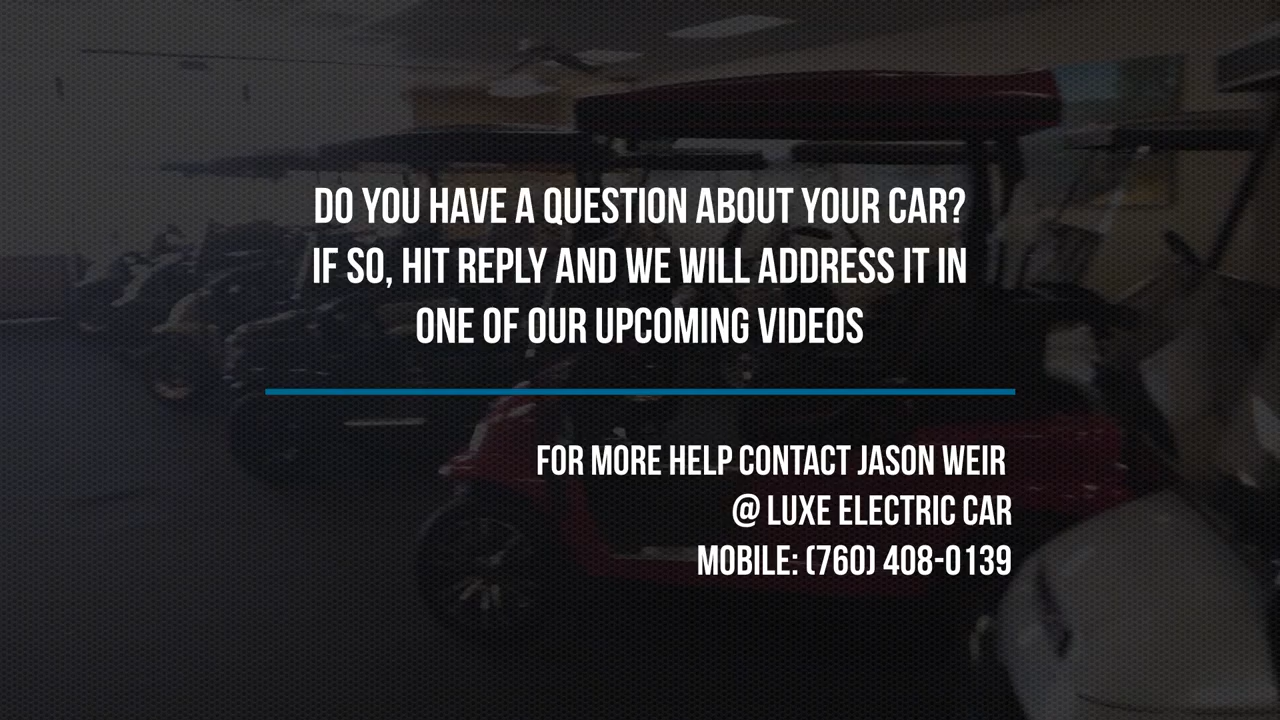 DO YOU HAVE A QUESTION ABOUT YOUR CAR?
IF SO, HIT REPLY AND WE WILL ADDRESS IT IN
ONE OF OUR UPCOMING VIDEOS
FOR MORE HELP CONTACT JASON WEIR
@ LUXE ELECTRIC CAR
MOBILE: (760) 408-0139